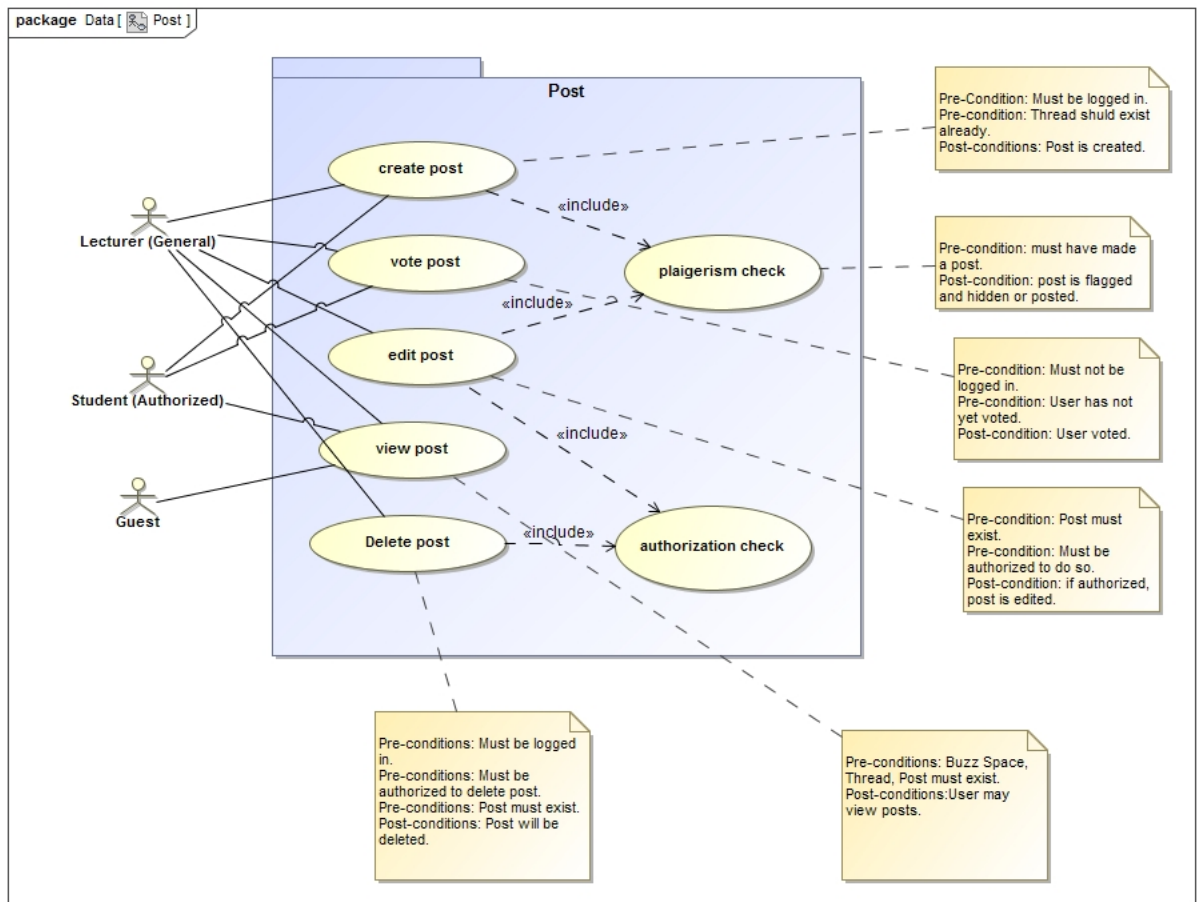 package Data [ Post ]
Post
create post
vote post
edit post
view post
Delete post
plaigerism check
authorization check
«include»
«include»
«include»
«include»
Lecturer (General)
Student (Authorized)
Guest
Pre-Condition: Must be logged in.
Pre-condition: Thread shuld exist
already.
Post-conditions: Post is created.
Pre-condition: must have made
a post.
Post-condition: post is flagged
and hidden or posted.
Pre-condition: Must not be
logged in.
Pre-condition: User has not
yet voted.
Post-condition: User voted.
Pre-condition: Post must
exist.
Pre-condition: Must be
authorized to do so.
Post-condition: if authorized,
post is edited.
Pre-conditions: Must be logged
in.
Pre-conditions: Must be
authorized to delete post.
Pre-conditions: Post must exist.
Post-conditions: Post will be
deleted.
Pre-conditions: Buzz Space,
Thread, Post must exist.
Post-conditions:User may
view posts.